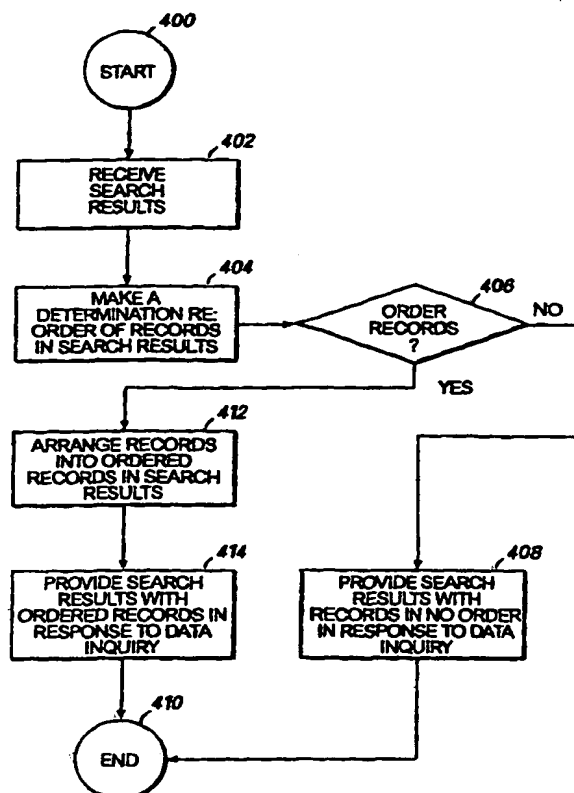 400
START
402
RECEIVE
SEARCH
RESULTS
404
MAKE A
DETERMINATION RE:
ORDER OF RECORDS
IN SEARCH RESULTS
406
ORDER
RECORDS
?
NO
YES
412
ARRANGE RECORDS
INTO ORDERED
RECORDS IN SEARCH
RESULTS
414
PROVIDE SEARCH
RESULTS WITH
ORDERED RECORDS IN
RESPONSE TO DATA
INQUIRY
408
PROVIDE SEARCH
RESULTS WITH
RECORDS IN NO ORDER
IN RESPONSE TO DATA
INQUIRY
410
END